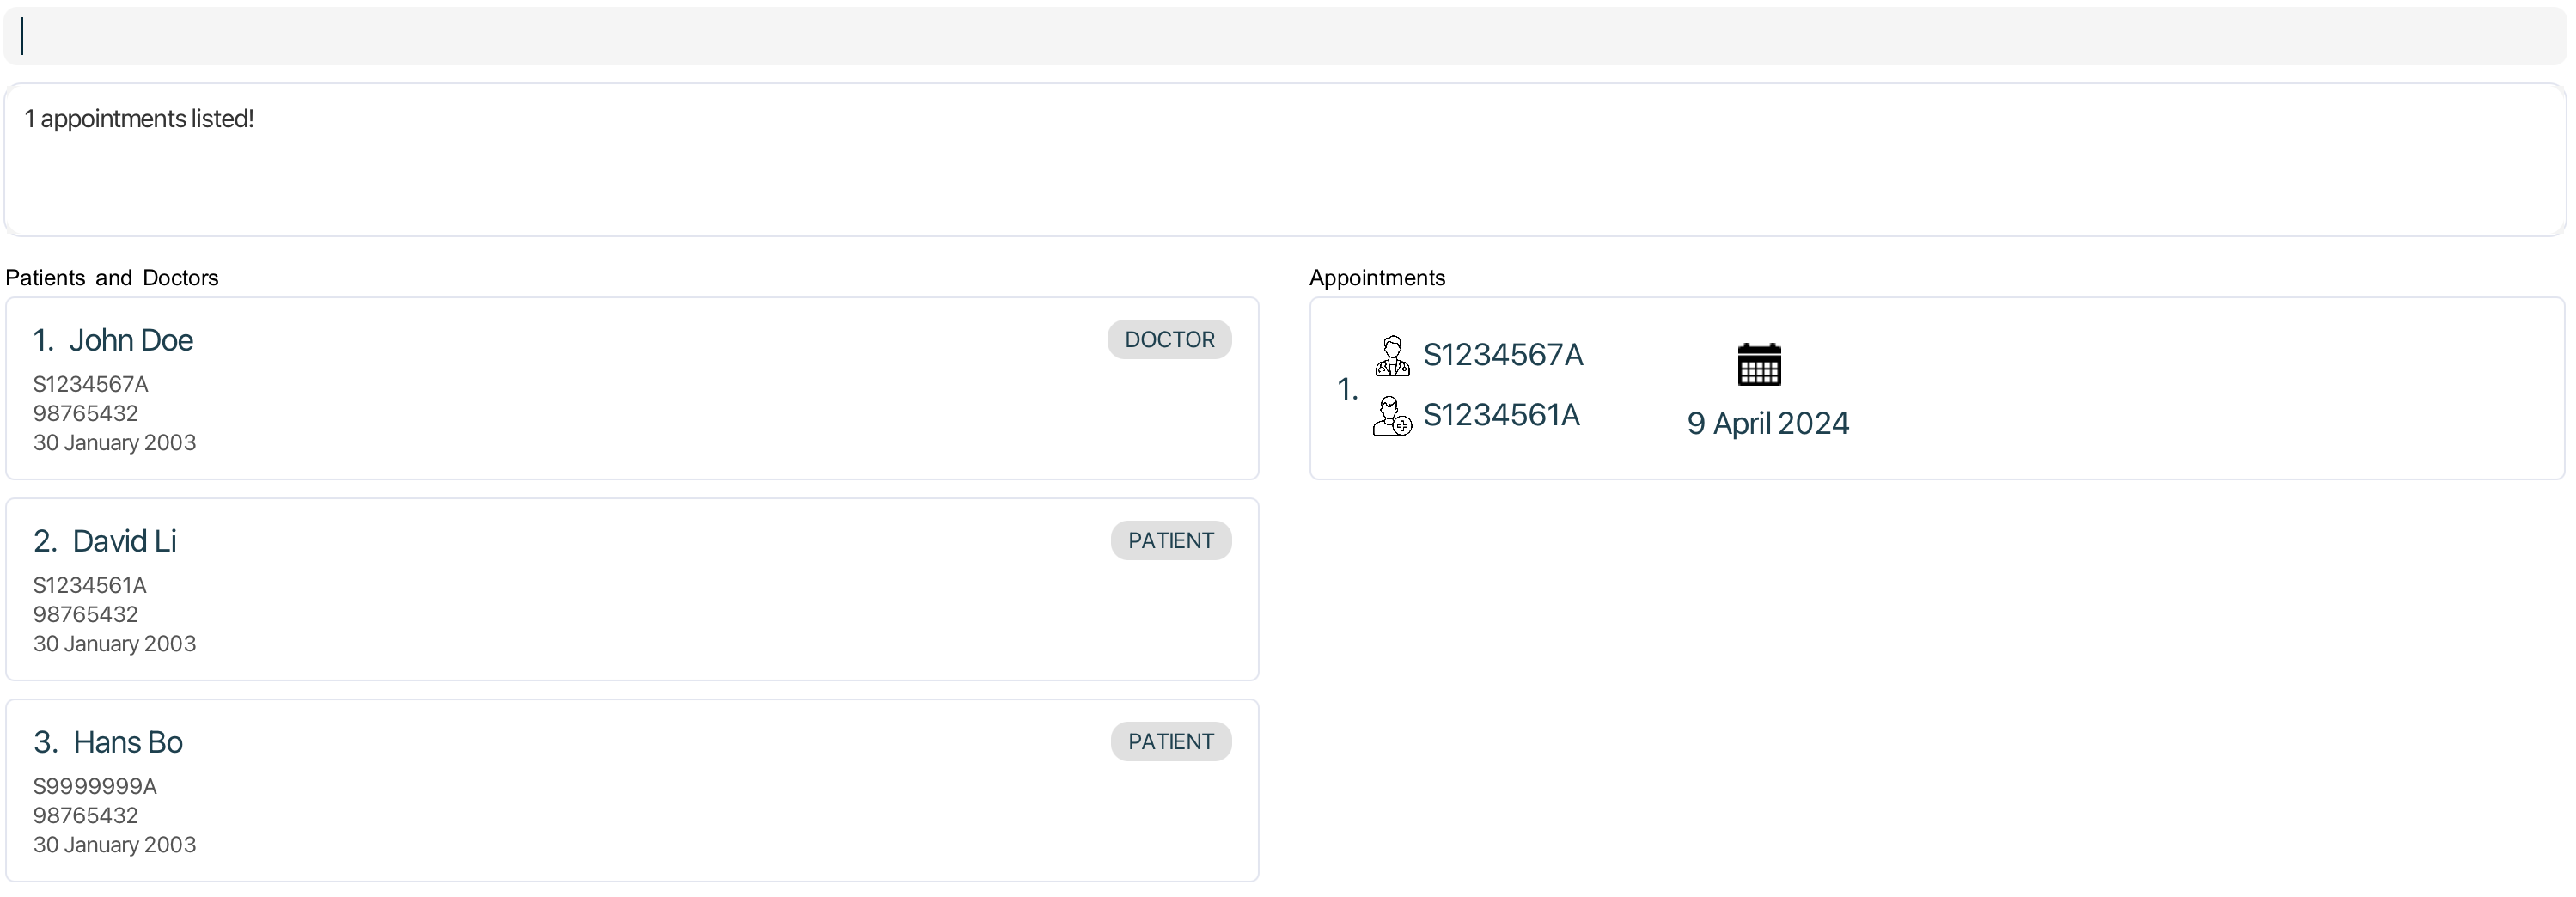 1 appointments listed!
Patients and Doctors
1. John Doe
DOCTOR
S1234567A
98765432
30 January 2003
2. David Li
PATIENT
S1234561A
98765432
30 January 2003
3. Hans Bo
PATIENT
S9999999A
98765432
30 January 2003
Appointments
1.
S1234567A
S1234561A
9 April 2024